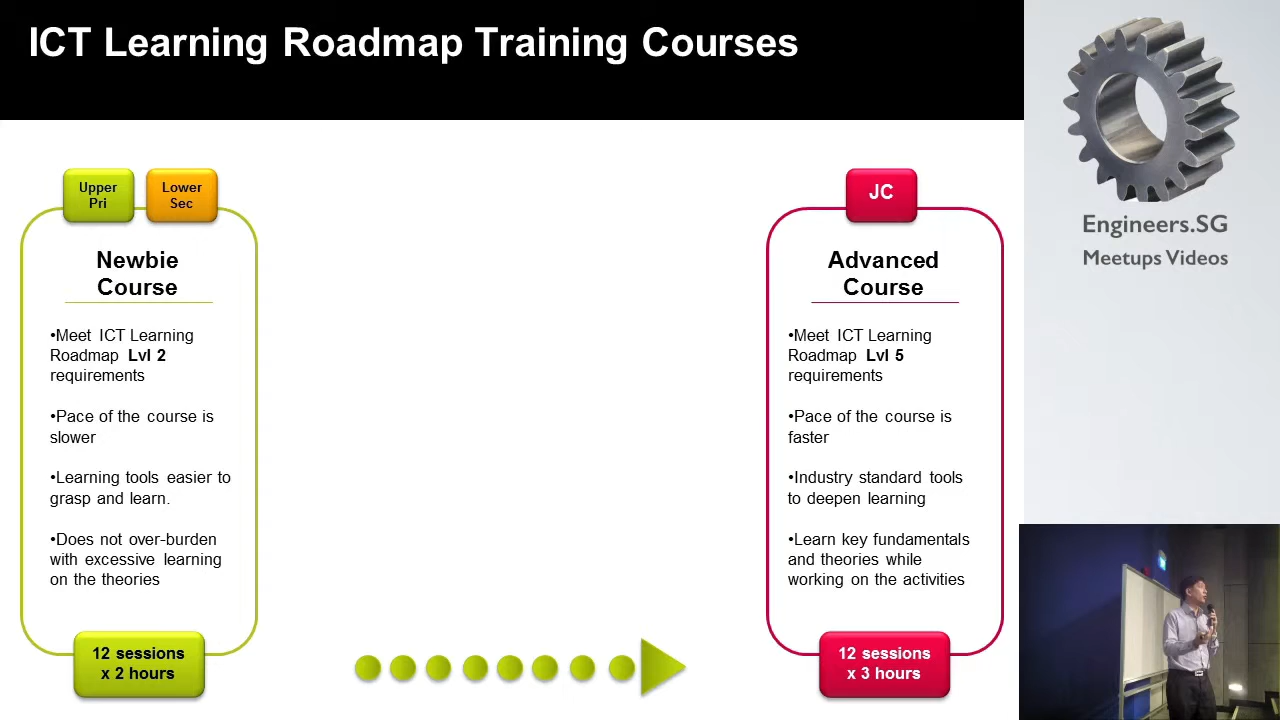 ICT Learning Roadmap Training Courses
Upper
Pri
Lower
Sec
Newbie
Course
•Meet ICT Learning
Roadmap Lvl 2
requirements
•Pace of the course is
slower
•Learning tools easier to
grasp and learn.
•Does not over-burden
with excessive learning
on the theories
12 sessions
x 2 hours
JC
Advanced
Course
•Meet ICT Learning
Roadmap Lvl 5
requirements
•Pace of the course is
faster
•Industry standard tools
to deepen learning
•Learn key fundamentals
and theories while
working on the activities
12 sessions
x 3 hours
Engineers.SG
Meetups Videos